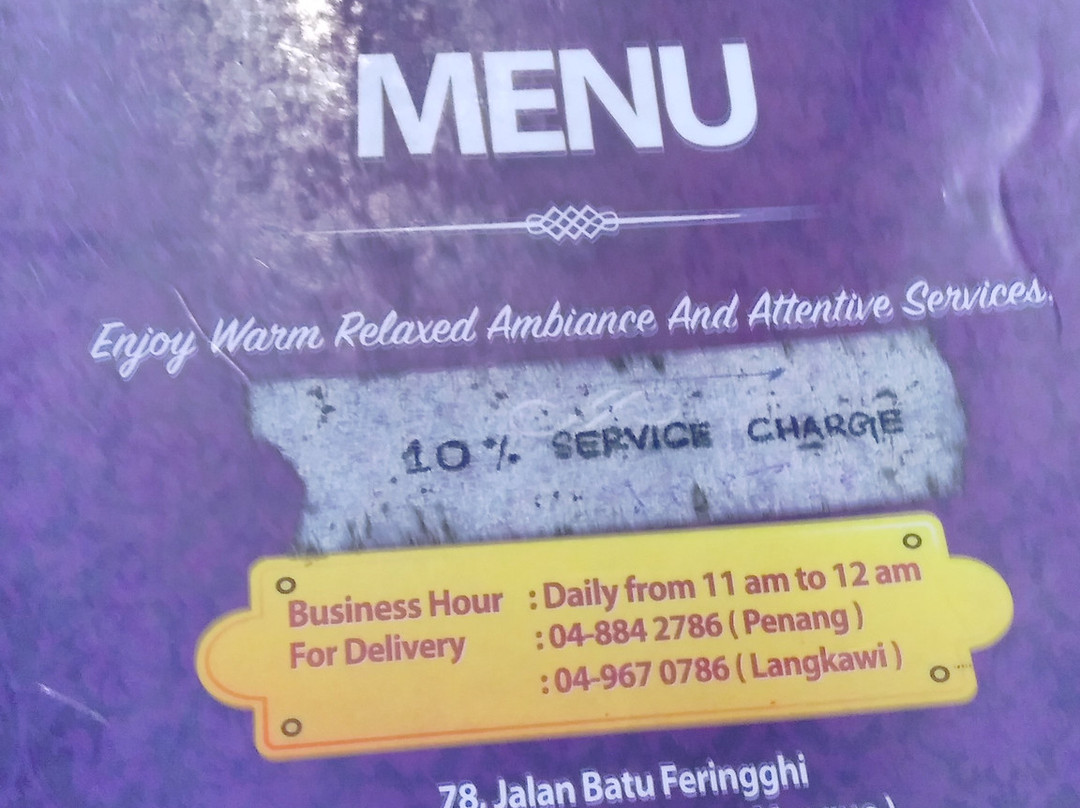 MENU
Enjoy Warm Relaxed Ambiance And Attentive Services.
10% SERVICE CHARGE
Business Hour : Daily from 11 am to 12 am
For Delivery : 04-884 2786 ( Penang )
: 04-967 0786 ( Langkawi )
78, Jalan Batu Feringghi